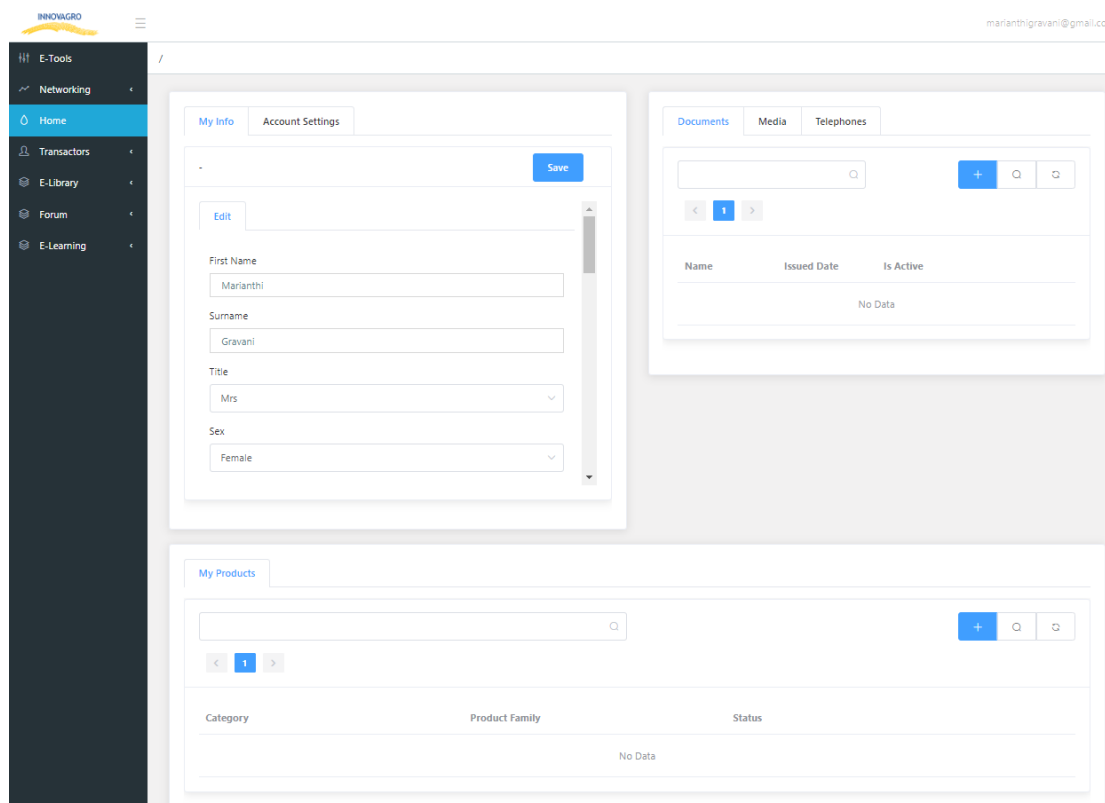 INNOVAGRO
marianthigravani@gmail.co
E-Tools
Networking
Home
Transactors
E-Library
Forum
E-Learning
/
My Info Account Settings
-
Save
Edit
First Name
Marianthi
Surname
Gravani
Title
Mrs
Sex
Female
Documents Media Telephones
1
Name Issued Date Is Active
No Data
My Products
1
Category Product Family Status
No Data